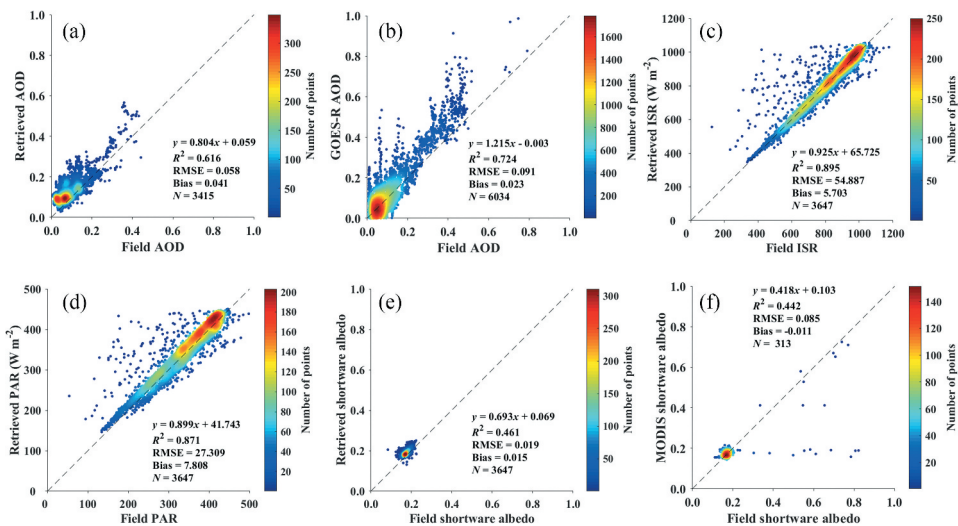 (a)
Retrieved AOD
1.0
0.8
0.6
0.4
0.2
0.0
0.0 0.2 0.4 0.6 0.8 1.0
Field AOD
y = 0.804x + 0.059
R² = 0.616
RMSE = 0.058
Bias = 0.041
N = 3415
350
300
250
200
150
100
50
Number of points
(b)
GOES-R AOD
1.0
0.8
0.6
0.4
0.2
0.0
0.0 0.2 0.4 0.6 0.8 1.0
Field AOD
y = 1.215x - 0.003
R² = 0.724
RMSE = 0.091
Bias = 0.023
N = 6034
1600
1400
1200
1000
800
600
400
200
Number of points
(c)
Retrieved ISR (W m⁻²)
1200
1000
800
600
400
200
0
0 200 400 600 800 1000 1200
Field ISR
y = 0.925x + 65.725
R² = 0.895
RMSE = 54.887
Bias = 5.703
N = 3647
250
200
150
100
50
Number of points
(d)
Retrieved PAR (W m⁻²)
500
400
300
200
100
0
0 100 200 300 400 500
Field PAR
y = 0.899x + 41.743
R² = 0.871
RMSE = 27.309
Bias = 7.808
N = 3647
200
180
160
140
120
100
80
60
40
20
Number of points
(e)
Retrieved shortware albedo
1.0
0.8
0.6
0.4
0.2
0.0
0.0 0.2 0.4 0.6 0.8 1.0
Field shortware albedo
y = 0.693x + 0.069
R² = 0.461
RMSE = 0.019
Bias = 0.015
N = 3647
300
250
200
150
100
50
Number of points
(f)
MODIS shortware albedo
1.0
0.8
0.6
0.4
0.2
0.0
0.0 0.2 0.4 0.6 0.8 1.0
Field shortware albedo
y = 0.418x + 0.103
R² = 0.442
RMSE = 0.085
Bias = -0.011
N = 313
140
120
100
80
60
40
20
Number of points